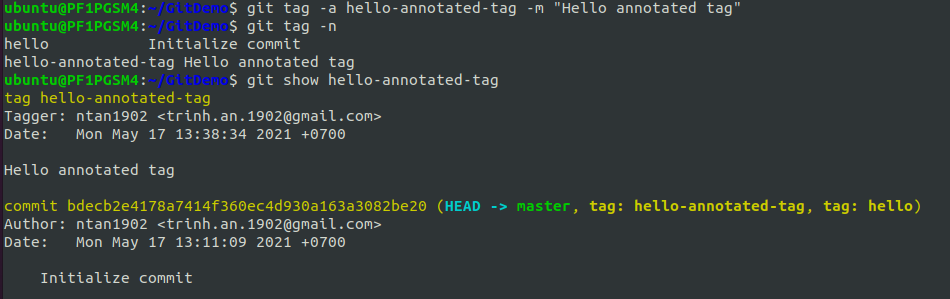 ubuntu@PF1PGSM4:~/GitDemo$ git tag -a hello-annotated-tag -m "Hello annotated tag"
ubuntu@PF1PGSM4:~/GitDemo$ git tag -n
hello           Initialize commit
hello-annotated-tag Hello annotated tag
ubuntu@PF1PGSM4:~/GitDemo$ git show hello-annotated-tag
tag hello-annotated-tag
Tagger: ntan1902 <trinh.an.1902@gmail.com>
Date:   Mon May 17 13:38:34 2021 +0700

Hello annotated tag

commit bdecb2e4178a7414f360ec4d930a163a3082be20 (HEAD -> master, tag: hello-annotated-tag, tag: hello)
Author: ntan1902 <trinh.an.1902@gmail.com>
Date:   Mon May 17 13:11:09 2021 +0700

    Initialize commit